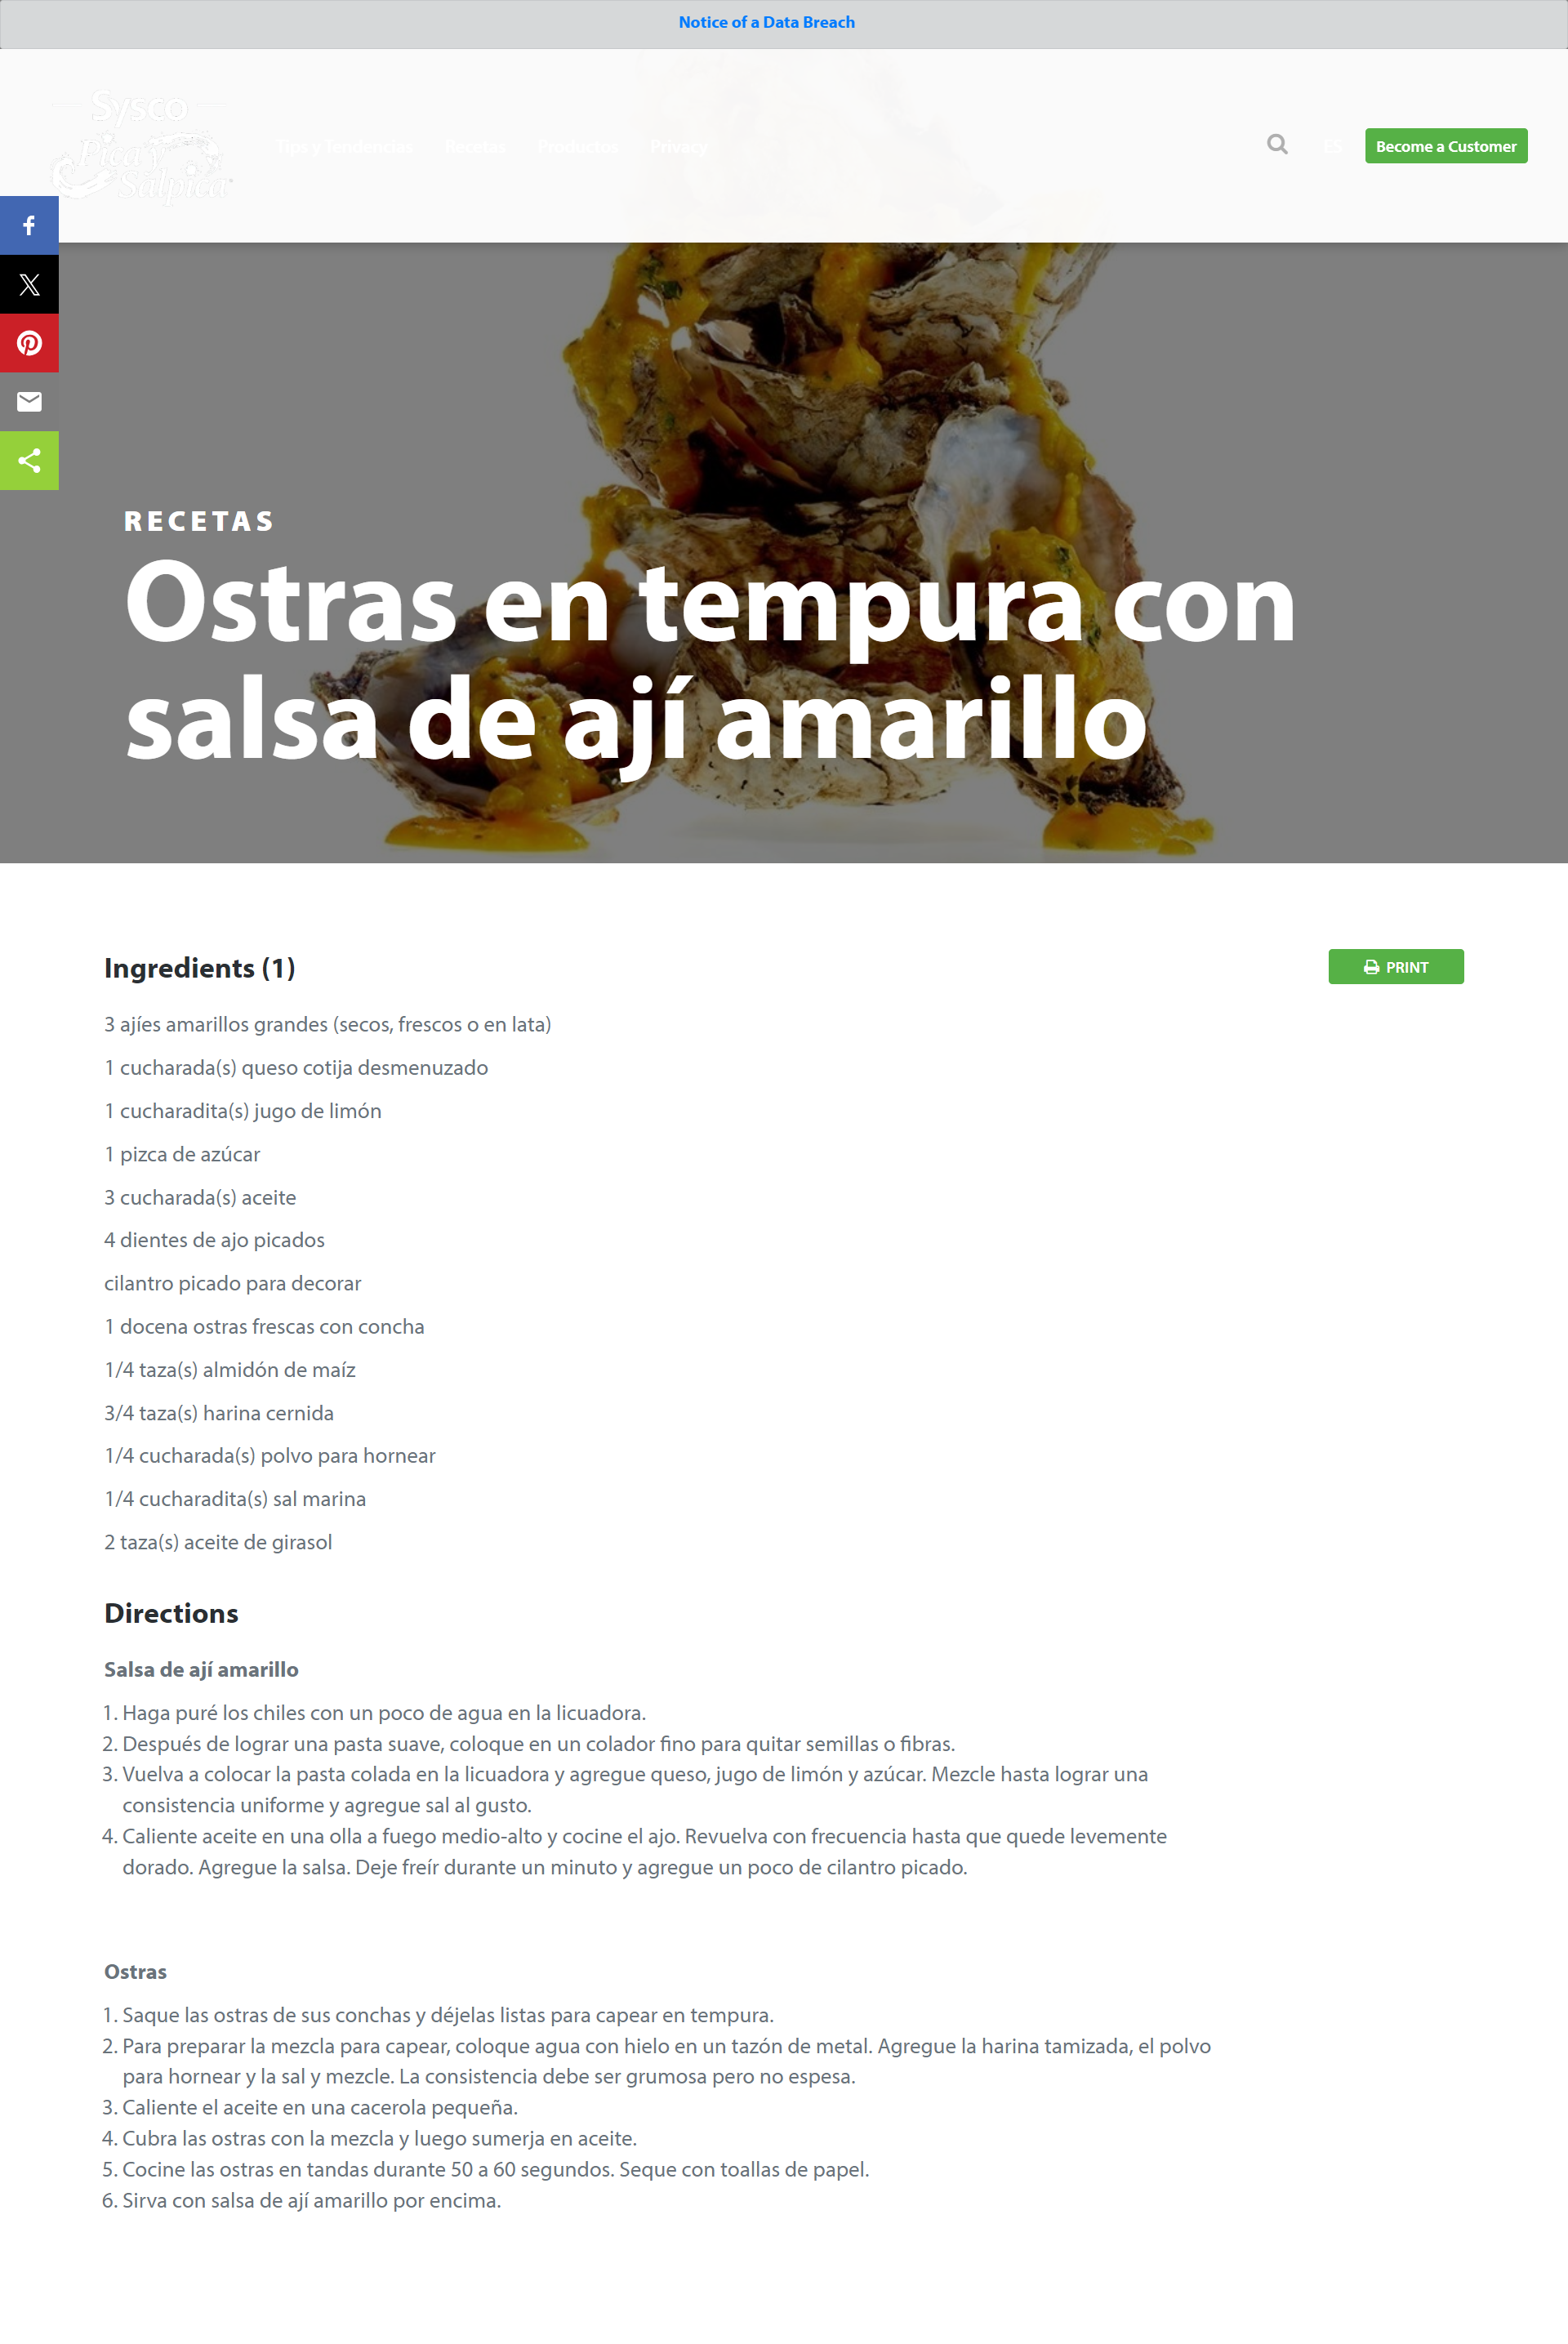 Notice of a Data Breach
Sysco
Pica y
Salpica
Tips y Tendencias Recetas Productos Privacy
ES
Become a Customer
RECETAS
Ostras en tempura con
salsa de ají amarillo
Ingredients (1)
PRINT
3 ajíes amarillos grandes (secos, frescos o en lata)
1 cucharada(s) queso cotija desmenuzado
1 cucharadita(s) jugo de limón
1 pizca de azúcar
3 cucharada(s) aceite
4 dientes de ajo picados
cilantro picado para decorar
1 docena ostras frescas con concha
1/4 taza(s) almidón de maíz
3/4 taza(s) harina cernida
1/4 cucharada(s) polvo para hornear
1/4 cucharadita(s) sal marina
2 taza(s) aceite de girasol
Directions
Salsa de ají amarillo
1. Haga puré los chiles con un poco de agua en la licuadora.
2. Después de lograr una pasta suave, coloque en un colador fino para quitar semillas o fibras.
3. Vuelva a colocar la pasta colada en la licuadora y agregue queso, jugo de limón y azúcar. Mezcle hasta lograr una
consistencia uniforme y agregue sal al gusto.
4. Caliente aceite en una olla a fuego medio-alto y cocine el ajo. Revuelva con frecuencia hasta que quede levemente
dorado. Agregue la salsa. Deje freír durante un minuto y agregue un poco de cilantro picado.
Ostras
1. Saque las ostras de sus conchas y déjelas listas para capear en tempura.
2. Para preparar la mezcla para capear, coloque agua con hielo en un tazón de metal. Agregue la harina tamizada, el polvo
para hornear y la sal y mezcle. La consistencia debe ser grumosa pero no espesa.
3. Caliente el aceite en una cacerola pequeña.
4. Cubra las ostras con la mezcla y luego sumerja en aceite.
5. Cocine las ostras en tandas durante 50 a 60 segundos. Seque con toallas de papel.
6. Sirva con salsa de ají amarillo por encima.